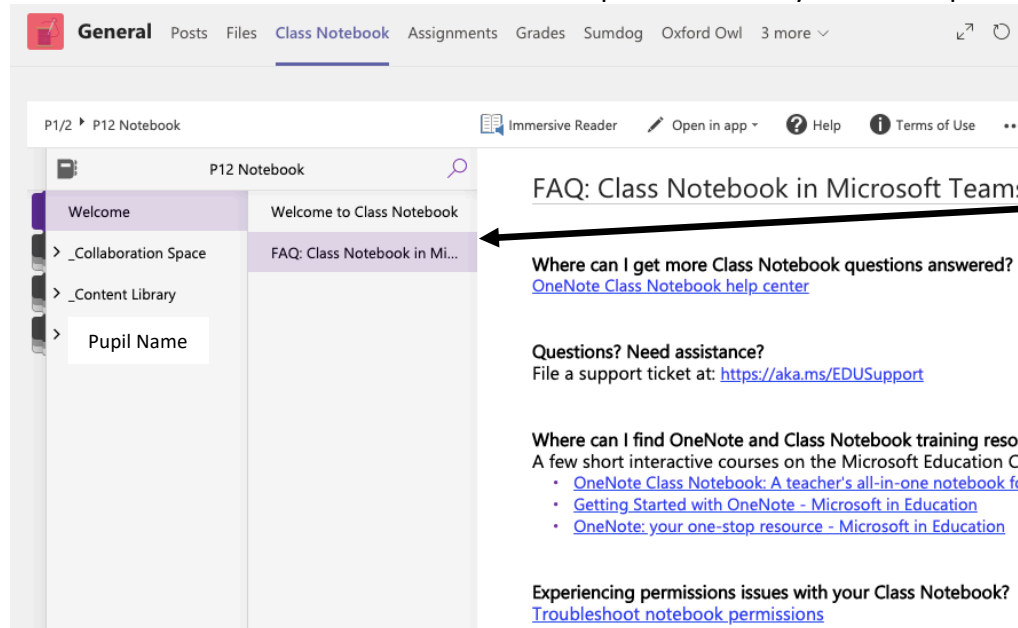 General Posts Files Class Notebook Assignments Grades Sumdog Oxford Owl 3 more
P1/2 P12 Notebook Immersive Reader Open in app Help Terms of Use
P12 Notebook
Welcome
_Collaboration Space
_Content Library
Pupil Name
Welcome to Class Notebook
FAQ: Class Notebook in Mi...
FAQ: Class Notebook in Microsoft Teams
Where can I get more Class Notebook questions answered?
OneNote Class Notebook help center
Questions? Need assistance?
File a support ticket at: https://aka.ms/EDUSupport
Where can I find OneNote and Class Notebook training reso
A few short interactive courses on the Microsoft Education C
• OneNote Class Notebook: A teacher's all-in-one notebook fo
• Getting Started with OneNote - Microsoft in Education
• OneNote: your one-stop resource - Microsoft in Education
Experiencing permissions issues with your Class Notebook?
Troubleshoot notebook permissions